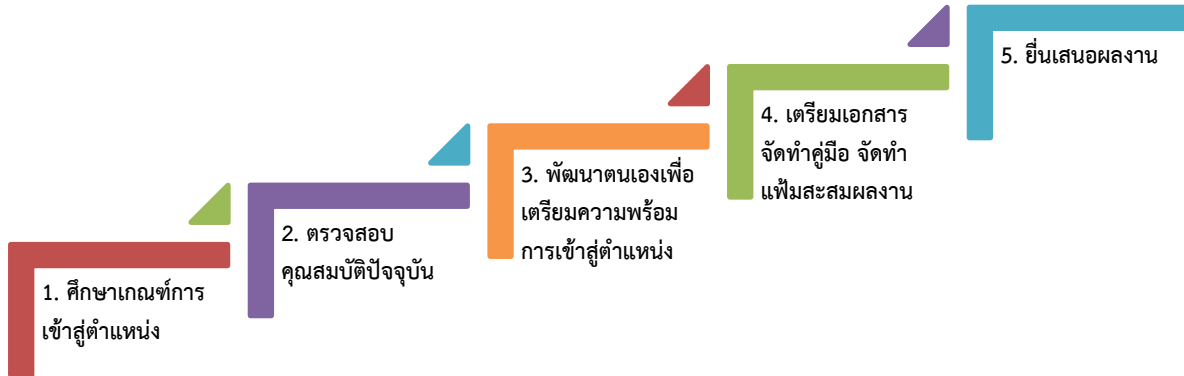 1. ศึกษาเกณฑ์การ
เข้าสู่ตำแหน่ง
2. ตรวจสอบ
คุณสมบัติปัจจุบัน
3. พัฒนาตนเองเพื่อ
เตรียมความพร้อม
การเข้าสู่ตำแหน่ง
4. เตรียมเอกสาร
จัดทำคู่มือ จัดทำ
แฟ้มสะสมผลงาน
5. ยื่นเสนอผลงาน